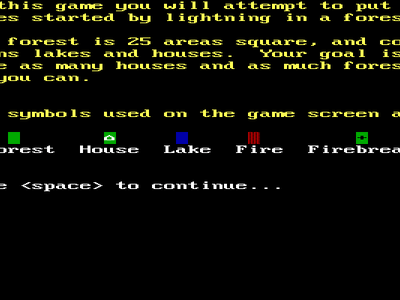 this game you will attempt to put
es started by lightning in a fores
forest is 25 areas square, and co
ns lakes and houses.  Your goal is
e as many houses and as much fores
you can.
symbols used on the game screen a
orest House Lake Fire Firebrea
e <space> to continue...